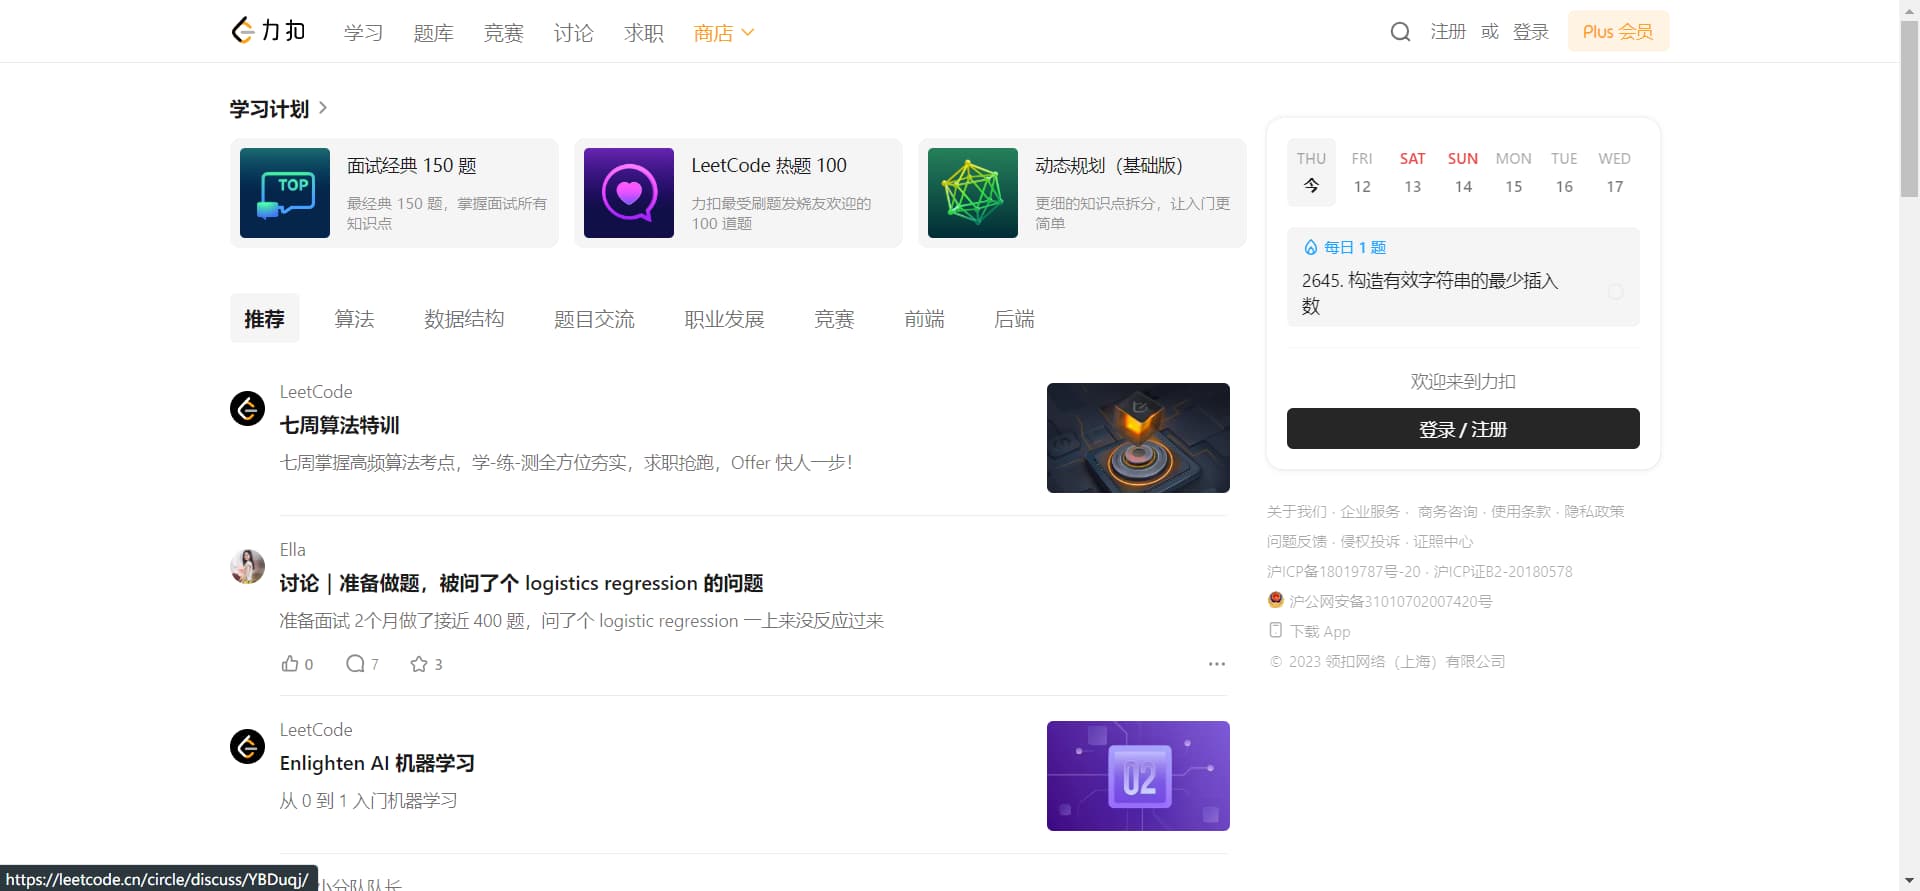 力扣
学习
题库
竞赛
讨论
求职
商店
注册 或 登录
Plus 会员
学习计划
TOP
面试经典 150 题
最经典 150 题，掌握面试所有
知识点
LeetCode 热题 100
力扣最受刷题发烧友欢迎的
100 道题
动态规划（基础版）
更细的知识点拆分，让入门更
简单
推荐
算法
数据结构
题目交流
职业发展
竞赛
前端
后端
LeetCode
七周算法特训
七周掌握高频算法考点，学-练-测全方位夯实，求职抢跑，Offer 快人一步！
Ella
讨论｜准备做题，被问了个 logistics regression 的问题
准备面试 2个月做了接近 400 题，问了个 logistic regression 一上来没反应过来
0
7
3
LeetCode
Enlighten AI 机器学习
从 0 到 1 入门机器学习
02
小分队队长
THU FRI SAT SUN MON TUE WED
今 12 13 14 15 16 17
每日 1 题
2645. 构造有效字符串的最少插入
数
欢迎来到力扣
登录 / 注册
关于我们 · 企业服务 · 商务咨询 · 使用条款 · 隐私政策
问题反馈 · 侵权投诉 · 证照中心
沪ICP备18019787号-20 · 沪ICP证B2-20180578
沪公网安备31010702007420号
下载 App
© 2023 领扣网络（上海）有限公司
https://leetcode.cn/circle/discuss/YBDuqj/